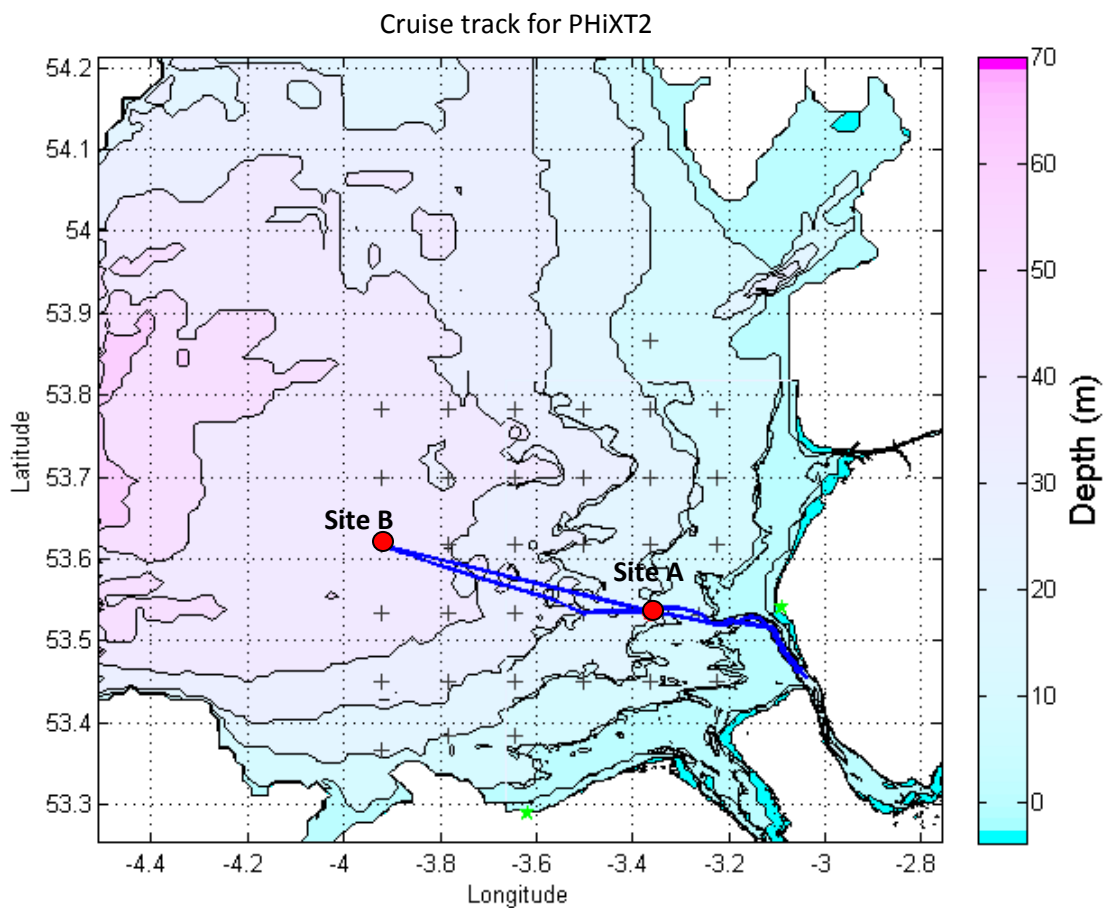 Cruise track for PHiXT2
54.2
54.1
54
53.9
53.8
53.7
53.6
53.5
53.4
53.3
Latitude
Site B
Site A
-4.4 -4.2 -4 -3.8 -3.6 -3.4 -3.2 -3 -2.8
Longitude
70
60
50
40
30
20
10
0
Depth (m)